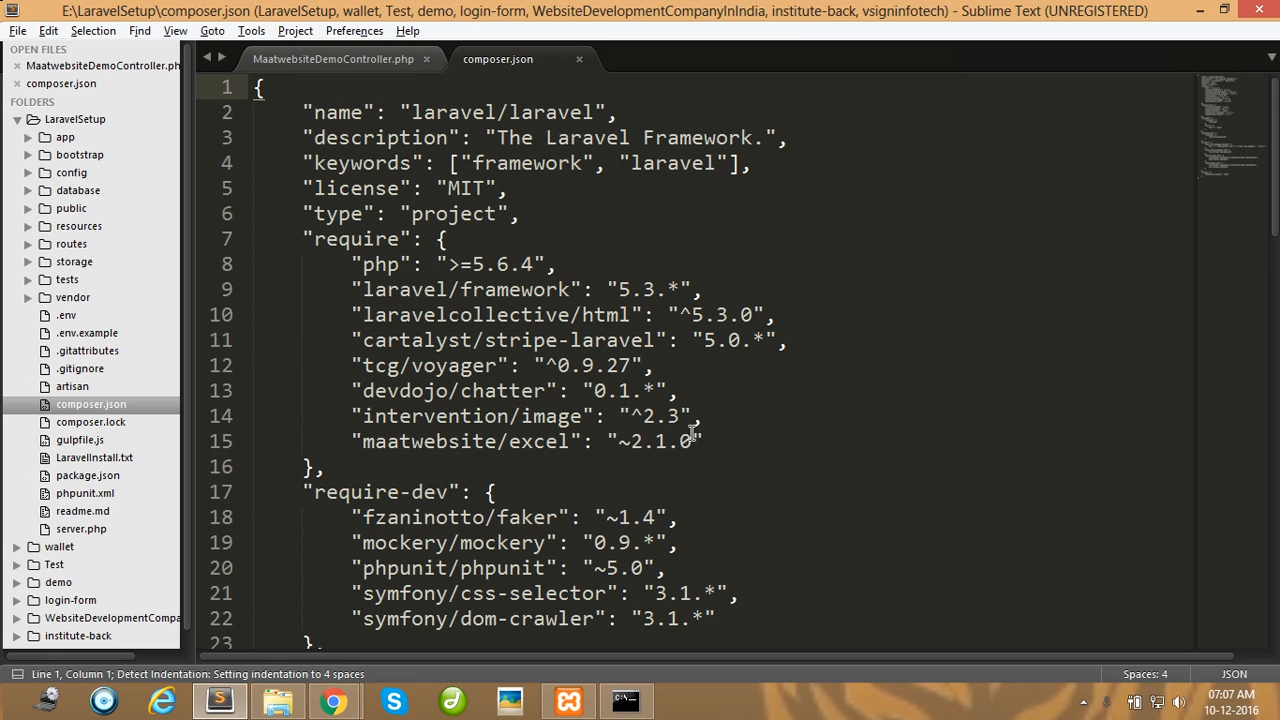 E:\LaravelSetup\composer.json (LaravelSetup, wallet, Test, demo, login-form, WebsiteDevelopmentCompanyInIndia, institute-back, vsigninfotech) - Sublime Text (UNREGISTERED)
File Edit Selection Find View Goto Tools Project Preferences Help
OPEN FILES
MaatwebsiteDemoController.ph
composer.json
FOLDERS
LaravelSetup
app
bootstrap
config
database
public
resources
routes
storage
tests
vendor
.env
.env.example
.gitattributes
.gitignore
artisan
composer.json
composer.lock
gulpfile.js
LaravelInstall.txt
package.json
phpunit.xml
readme.md
server.php
wallet
Test
demo
login-form
WebsiteDevelopmentCompa
institute-back
MaatwebsiteDemoController.php composer.json
1 {
2 "name": "laravel/laravel",
3 "description": "The Laravel Framework.",
4 "keywords": ["framework", "laravel"],
5 "license": "MIT",
6 "type": "project",
7 "require": {
8 "php": ">=5.6.4",
9 "laravel/framework": "5.3.*",
10 "laravelcollective/html": "^5.3.0",
11 "cartalyst/stripe-laravel": "5.0.*",
12 "tcg/voyager": "^0.9.27",
13 "devdojo/chatter": "0.1.*",
14 "intervention/image": "^2.3",
15 "maatwebsite/excel": "~2.1.0"
16 },
17 "require-dev": {
18 "fzaninotto/faker": "~1.4",
19 "mockery/mockery": "0.9.*",
20 "phpunit/phpunit": "~5.0",
21 "symfony/css-selector": "3.1.*",
22 "symfony/dom-crawler": "3.1.*"
23 },
Line 1, Column 1; Detect Indentation: Setting indentation to 4 spaces Spaces: 4 JSON
07:07 AM
10-12-2016